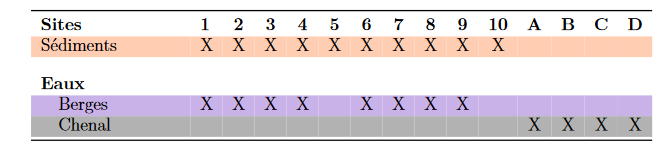 Sites 1 2 3 4 5 6 7 8 9 10 A B C D
Sédiments X X X X X X X X X X
Eaux
Berges X X X X X X X X
Chenal X X X X